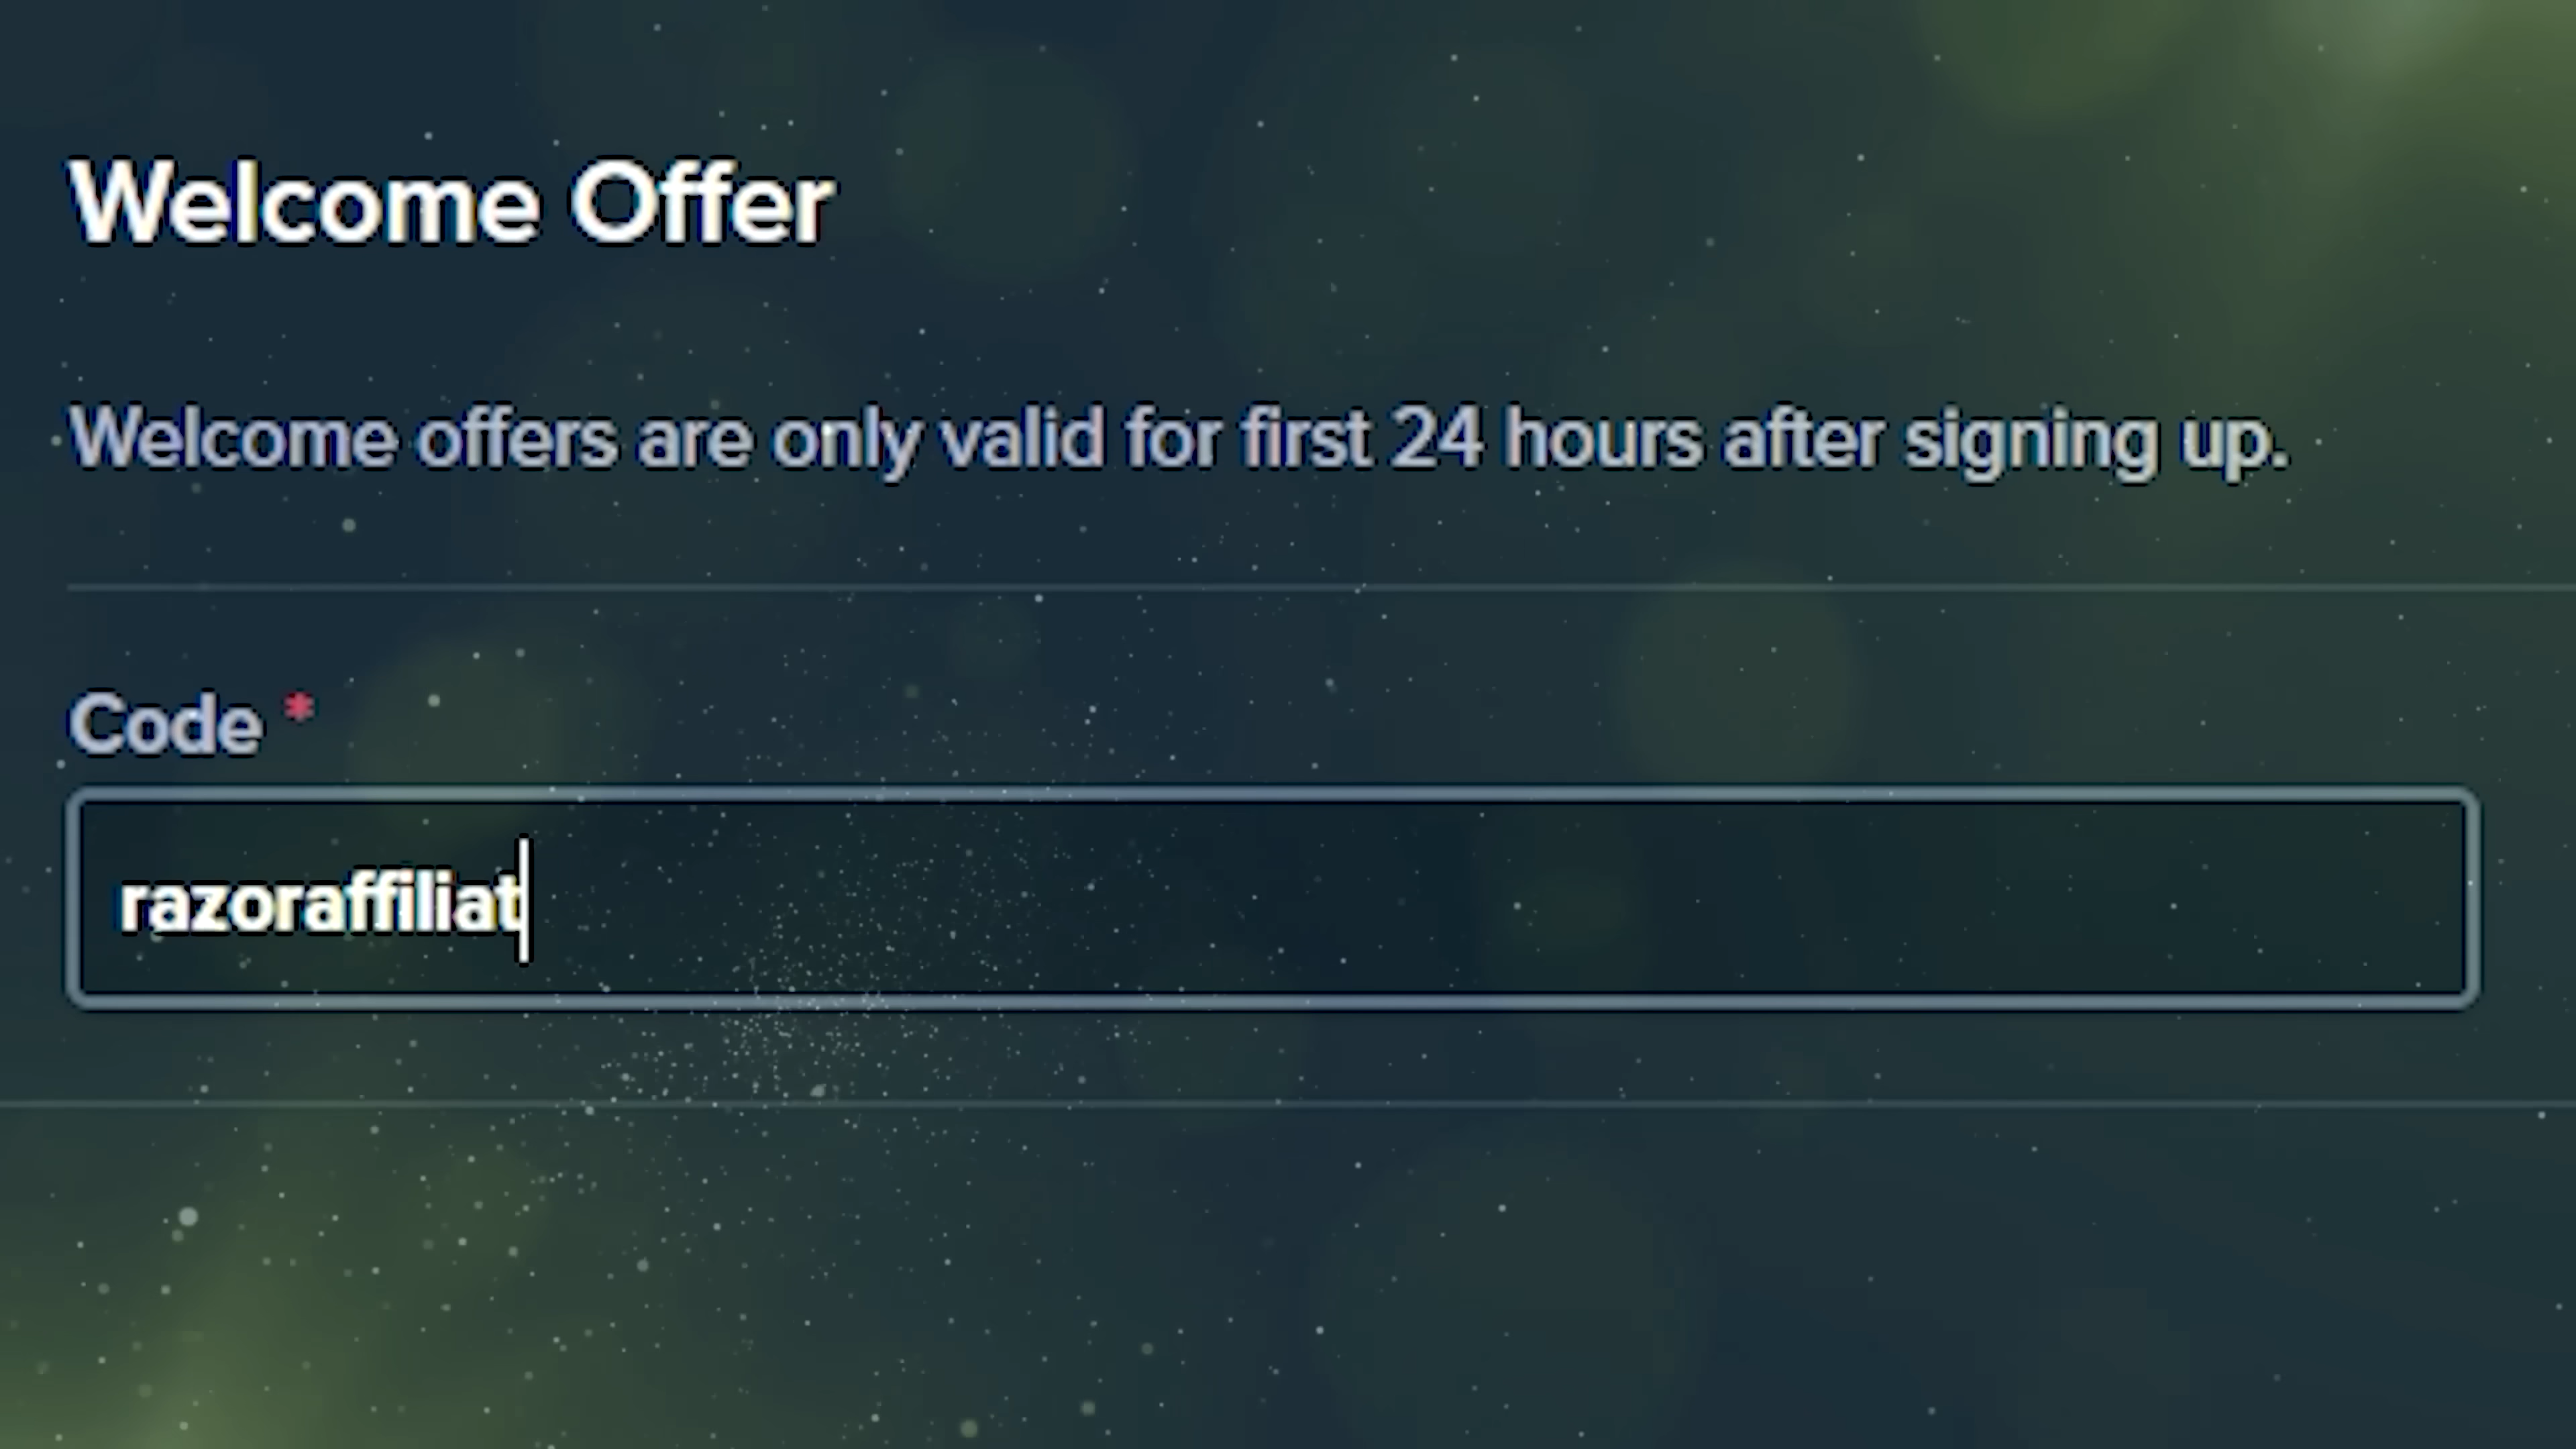 Welcome Offer
Welcome offers are only valid for first 24 hours after signing up.
Code *
razoraffiliat